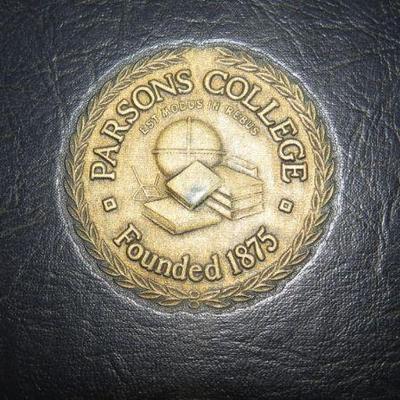 PARSONS COLLEGE
EST MODUS IN REBUS
Founded 1875